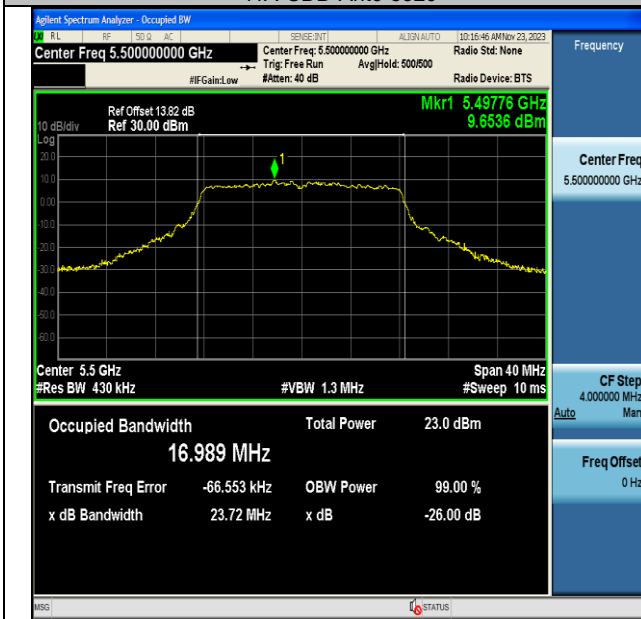 Agilent Spectrum Analyzer - Occupied BW
RL RF 50 Ω AC SENSE:INT ALIGN AUTO 10:16:46 AM Nov 23, 2023
Center Freq 5.500000000 GHz
Center Freq: 5.500000000 GHz
Radio Std: None
Trig: Free Run Avg|Hold: 500/500
#IFGain:Low #Atten: 40 dB Radio Device: BTS
Frequency
Ref Offset 13.82 dB
Mkr1 5.49776 GHz
10 dB/div Ref 30.00 dBm 9.6536 dBm
Log
20.0
10.0
0.00
-10.0
-20.0
-30.0
-40.0
-50.0
-60.0
1
Center 5.5 GHz Span 40 MHz
#Res BW 430 kHz #VBW 1.3 MHz #Sweep 10 ms
Center Freq
5.500000000 GHz
CF Step
4.000000 MHz
Auto Man
Freq Offset
0 Hz
Occupied Bandwidth Total Power 23.0 dBm
16.989 MHz
Transmit Freq Error -66.553 kHz OBW Power 99.00 %
x dB Bandwidth 23.72 MHz x dB -26.00 dB
MSG STATUS